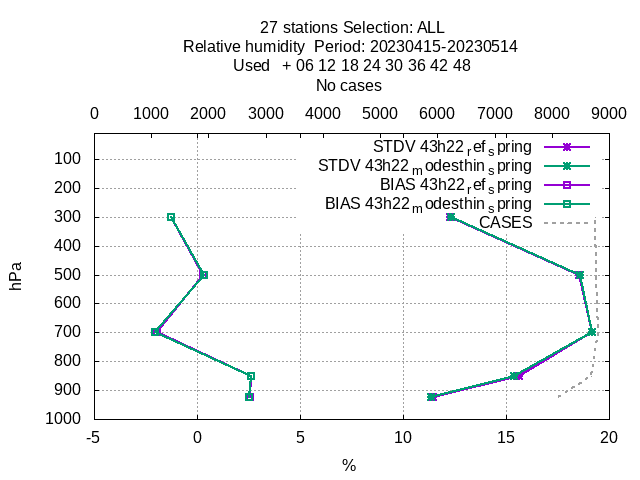 27 stations Selection: ALL
Relative humidity  Period: 20230415-20230514
Used   + 06 12 18 24 30 36 42 48
No cases
0 1000 2000 3000 4000 5000 6000 7000 8000 9000
STDV 43h22_ref_spring
STDV 43h22_modesthin_spring
BIAS 43h22_ref_spring
BIAS 43h22_modesthin_spring
CASES
100
200
300
400
500
600
700
800
900
1000
hPa
-5 0 5 10 15 20
%